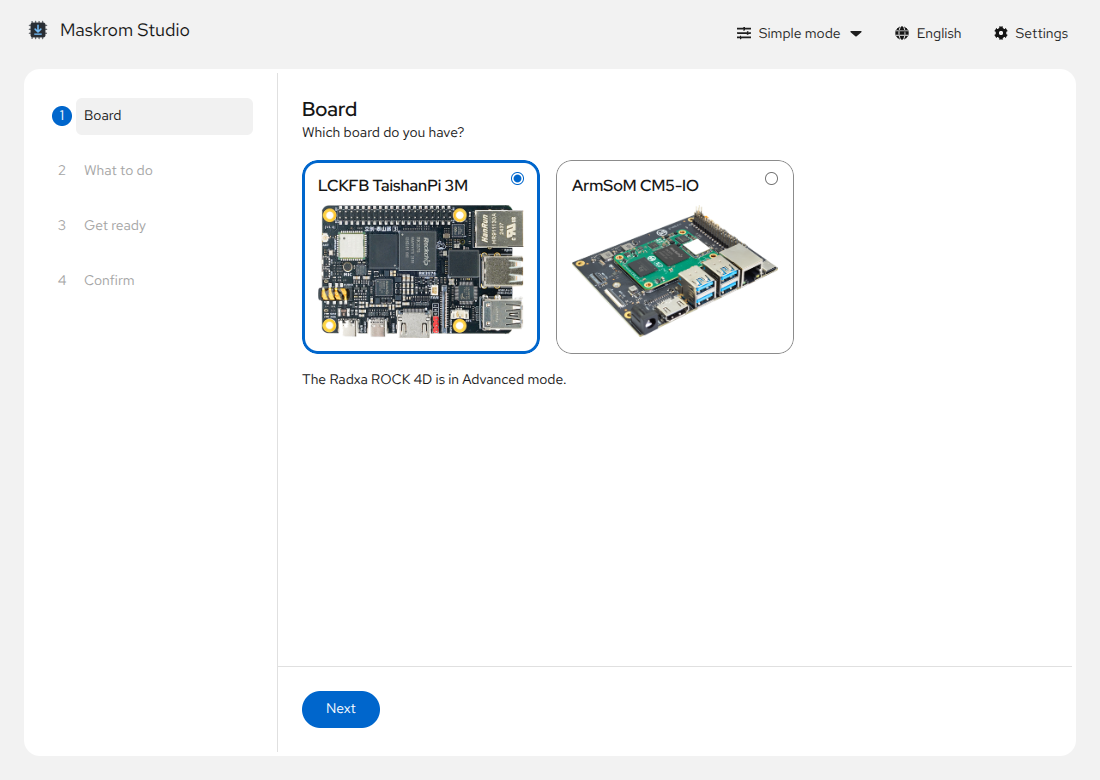 Maskrom Studio
Simple mode
English
Settings
1 Board
2 What to do
3 Get ready
4 Confirm
Board
Which board do you have?
LCKFB TaishanPi 3M
HanRun
Rockchip
ArmSoM CM5-IO
The Radxa ROCK 4D is in Advanced mode.
Next